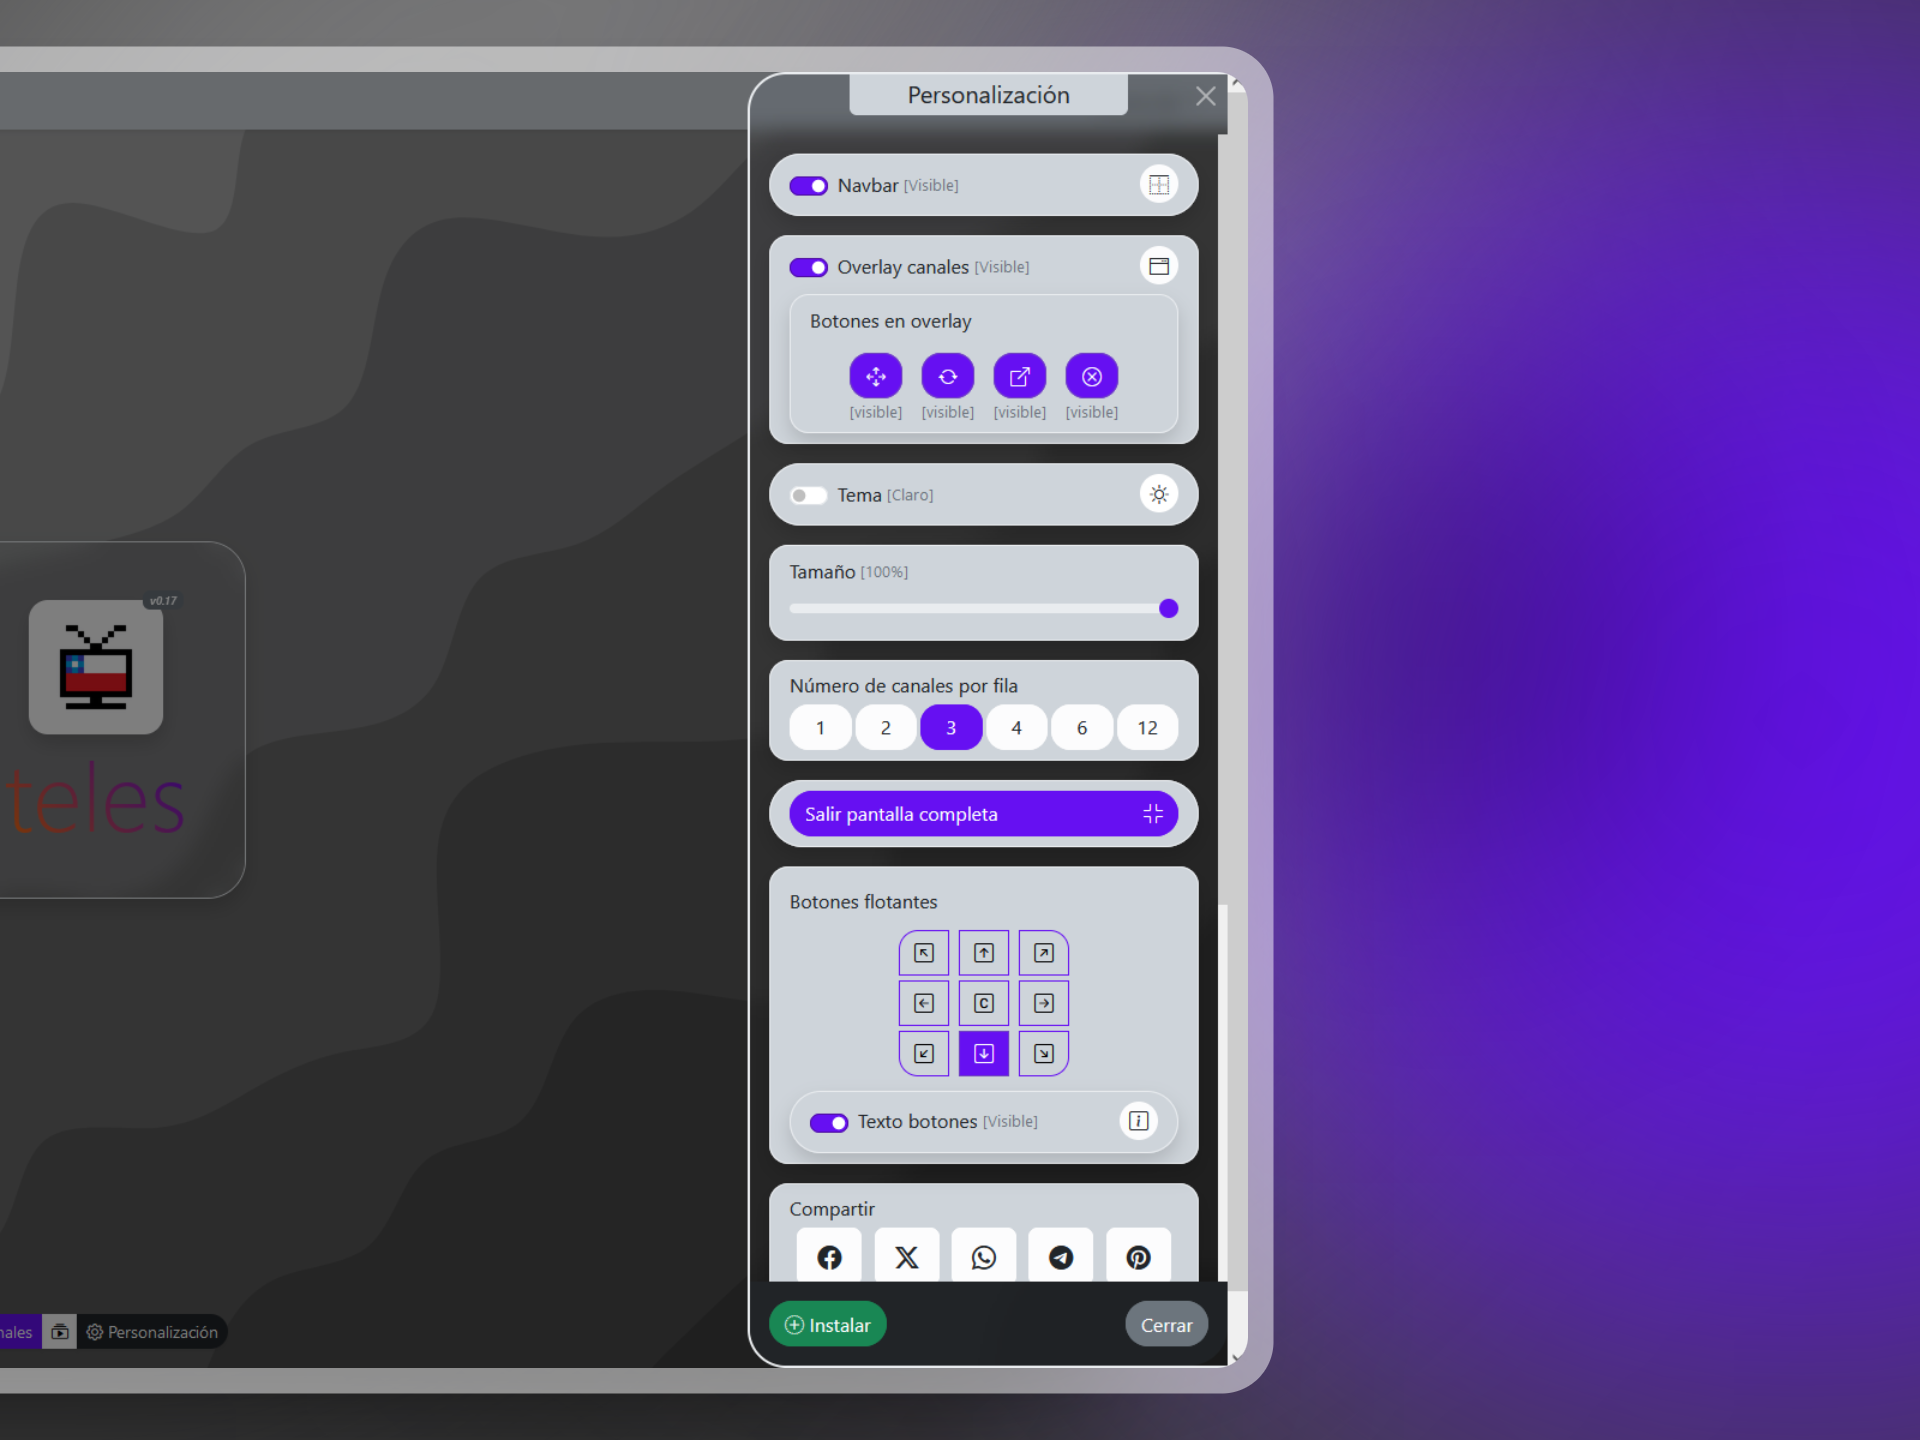 Personalización
Navbar [Visible]
Overlay canales [Visible]
Botones en overlay
[visible] [visible] [visible] [visible]
Tema [Claro]
Tamaño [100%]
v0.17
Número de canales por fila
1 2 3 4 6 12
teles
Salir pantalla completa
Botones flotantes
C
Texto botones [Visible]
Compartir
nales Personalización
Instalar Cerrar